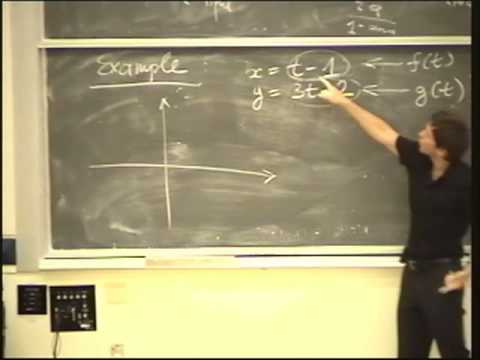 Example
x = t - 1 ← f(t)
y = 3t - 2 ← g(t)